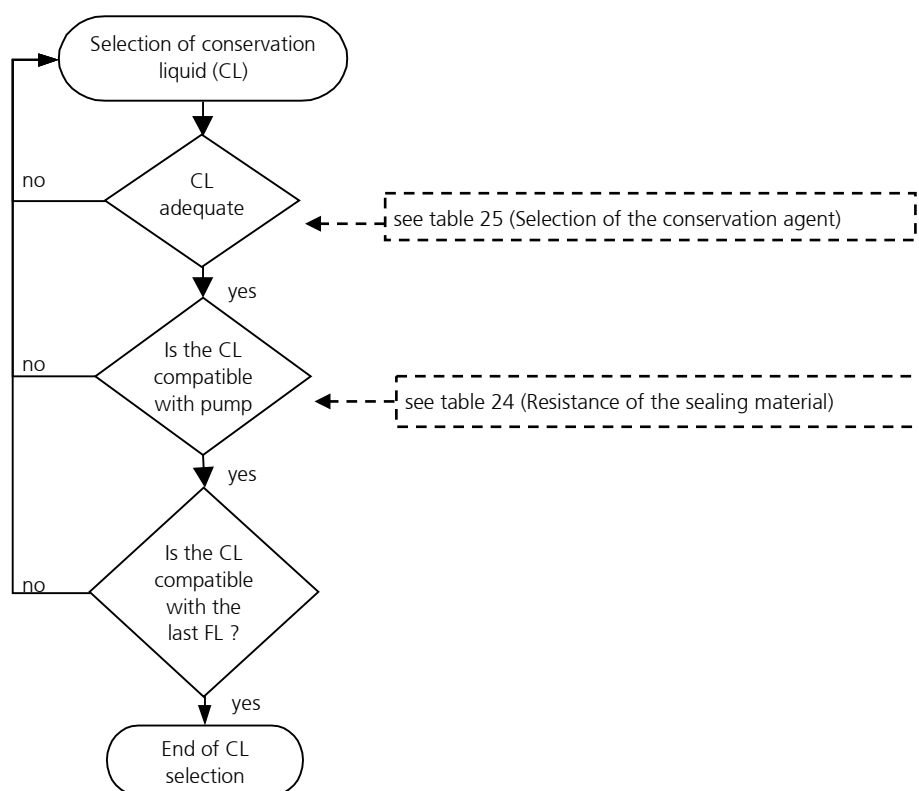 Selection of conservation
liquid (CL)
no
CL
adequate
see table 25 (Selection of the conservation agent)
yes
no
Is the CL
compatible
with pump
see table 24 (Resistance of the sealing material)
yes
no
Is the CL
compatible
with the
last FL ?
yes
End of CL
selection